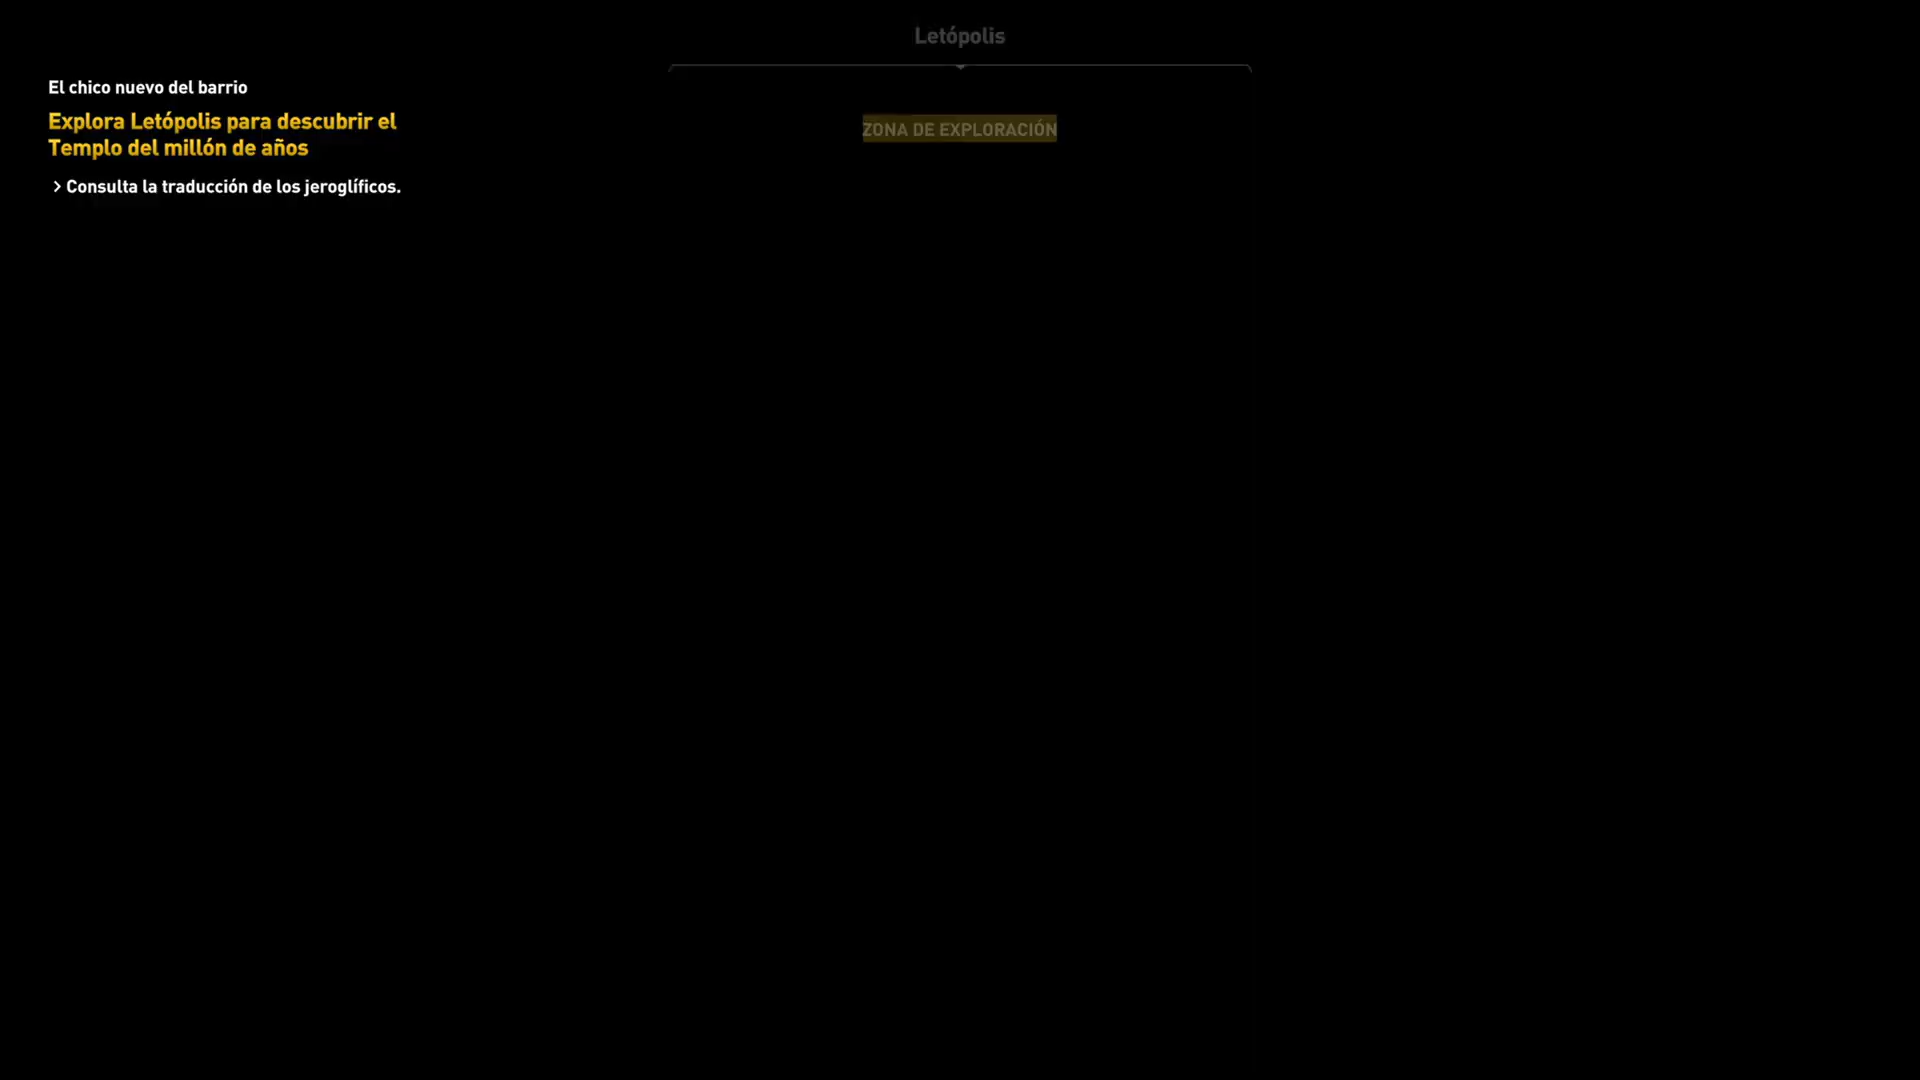 Letópolis
El chico nuevo del barrio
Explora Letópolis para descubrir el
Templo del millón de años
> Consulta la traducción de los jeroglíficos.
ZONA DE EXPLORACIÓN